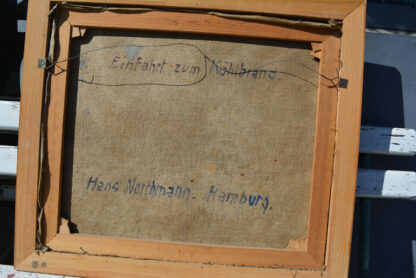 Einfahrt zum Köhlbrand.
Hans Northmann. Hamburg.